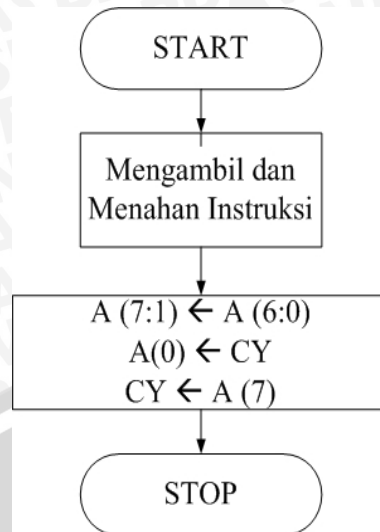 START
Mengambil dan
Menahan Instruksi
A (7:1) ← A (6:0)
A(0) ← CY
CY ← A (7)
STOP